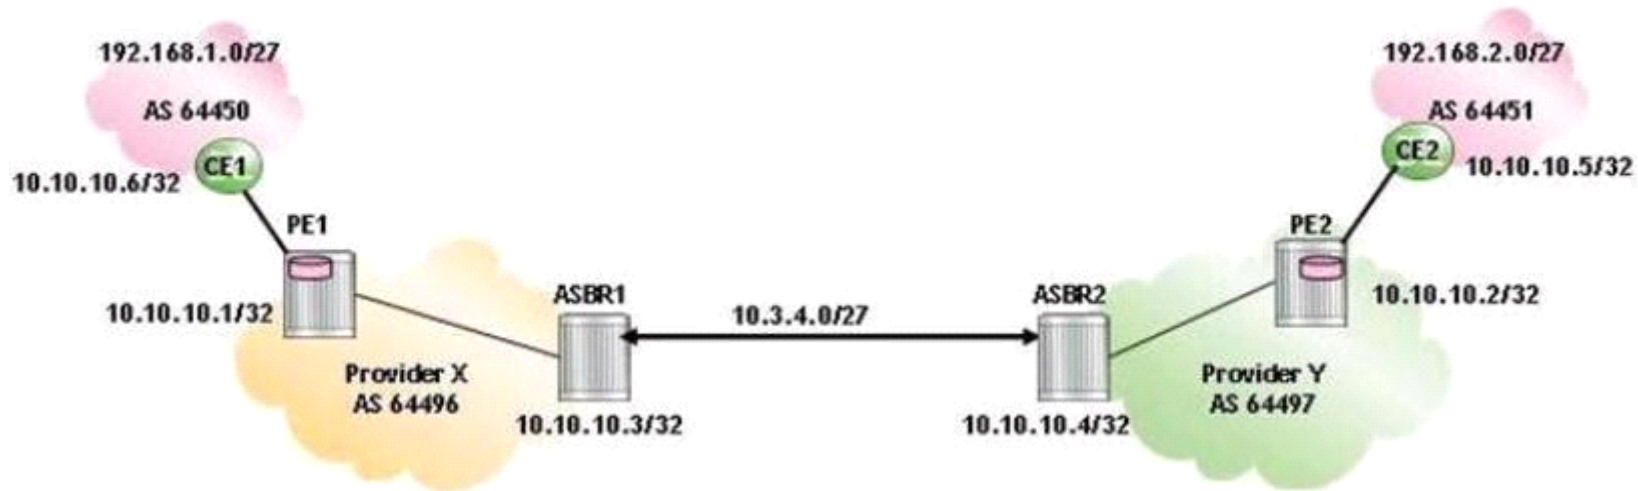 192.168.1.0/27
AS 64450
CE1
10.10.10.6/32
PE1
10.10.10.1/32
Provider X
AS 64496
ASBR1
10.10.10.3/32
10.3.4.0/27
ASBR2
10.10.10.4/32
Provider Y
AS 64497
PE2
10.10.10.2/32
192.168.2.0/27
AS 64451
CE2
10.10.10.5/32